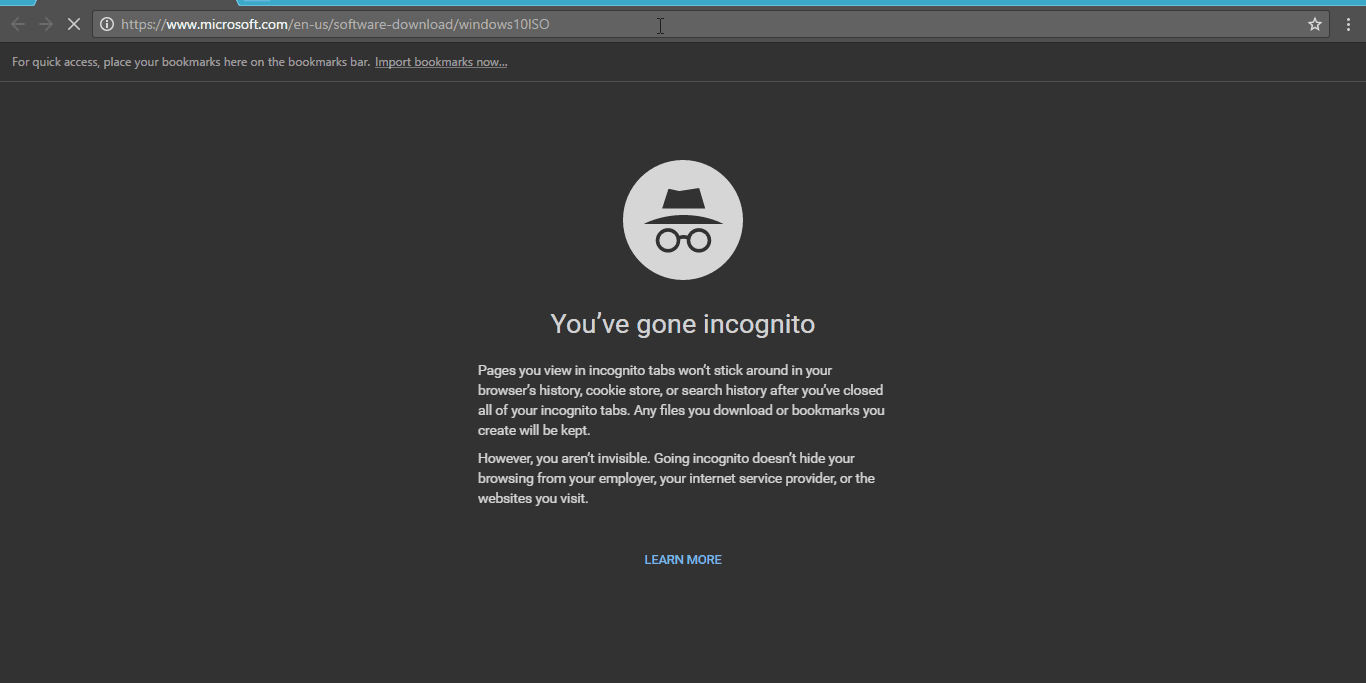 https://www.microsoft.com/en-us/software-download/windows10ISO
For quick access, place your bookmarks here on the bookmarks bar. Import bookmarks now...
You’ve gone incognito
Pages you view in incognito tabs won’t stick around in your
browser’s history, cookie store, or search history after you’ve closed
all of your incognito tabs. Any files you download or bookmarks you
create will be kept.
However, you aren’t invisible. Going incognito doesn’t hide your
browsing from your employer, your internet service provider, or the
websites you visit.
LEARN MORE